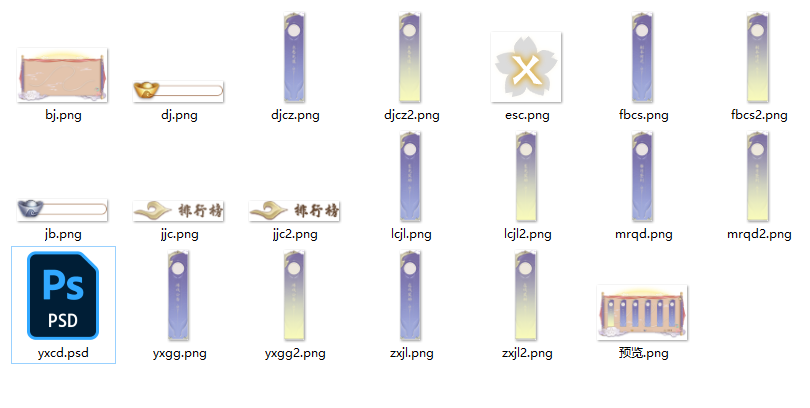 bj.png
dj.png
djcz.png
djcz2.png
X
esc.png
fbcs.png
fbcs2.png
jb.png
排行榜
jjc.png
排行榜
jjc2.png
lcjl.png
lcjl2.png
mrqd.png
mrqd2.png
Ps
PSD
yxcd.psd
yxgg.png
yxgg2.png
zxjl.png
zxjl2.png
预览.png